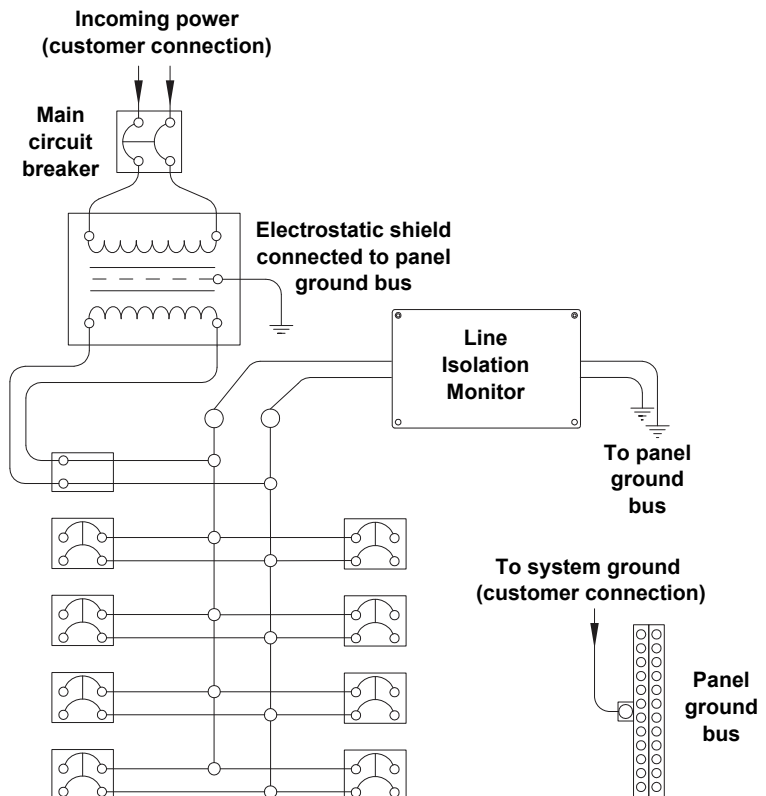 Incoming power
(customer connection)
Main
circuit
breaker
Electrostatic shield
connected to panel
ground bus
Line
Isolation
Monitor
To panel
ground
bus
To system ground
(customer connection)
Panel
ground
bus